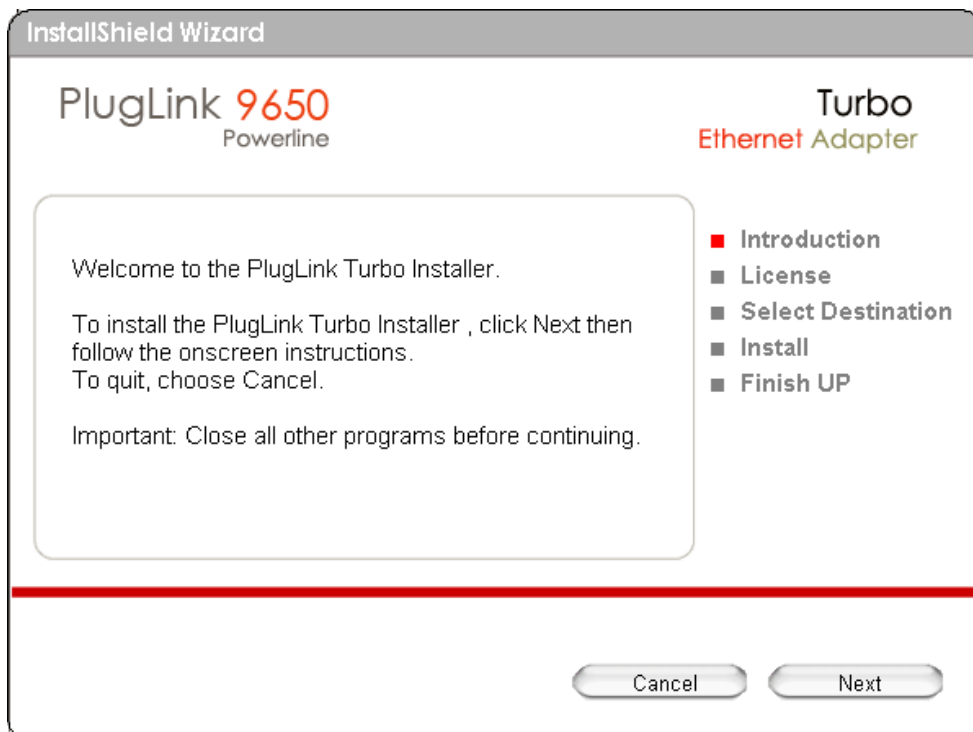 InstallShield Wizard
PlugLink 9650
Powerline
Turbo
Ethernet Adapter
Welcome to the PlugLink Turbo Installer.
To install the PlugLink Turbo Installer , click Next then
follow the onscreen instructions.
To quit, choose Cancel.
Important: Close all other programs before continuing.
Introduction
License
Select Destination
Install
Finish UP
Cancel
Next